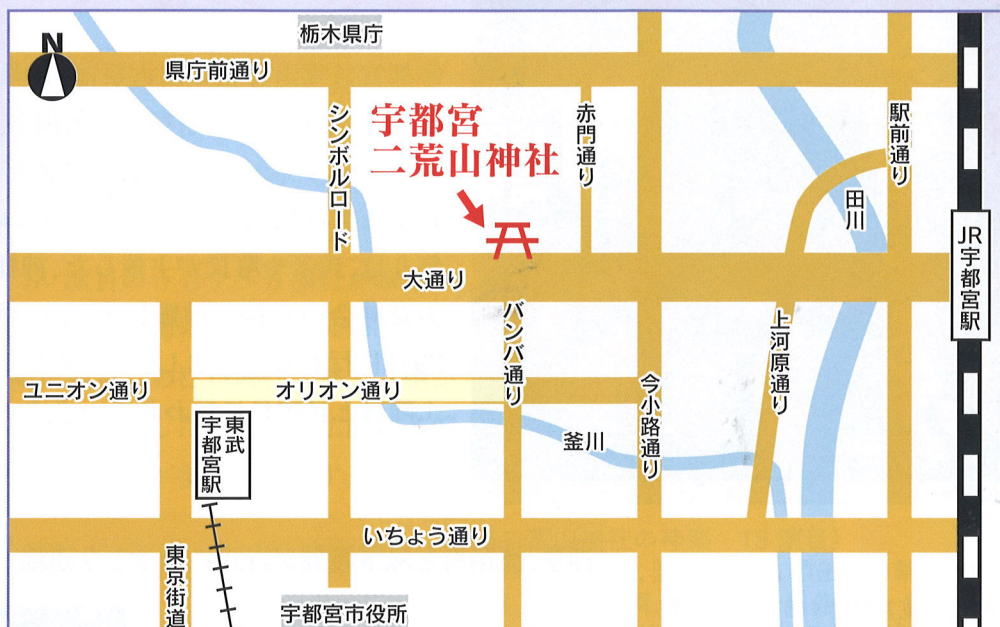 栃木県庁
N
県庁前通り
シンボルロード
宇都宮
二荒山神社
赤門通り
駅前通り
田川
JR宇都宮駅
大通り
バンバ通り
上河原通り
ユニオン通り
オリオン通り
今小路通り
東武
宇都宮駅
釜川
いちょう通り
東京街道
宇都宮市役所